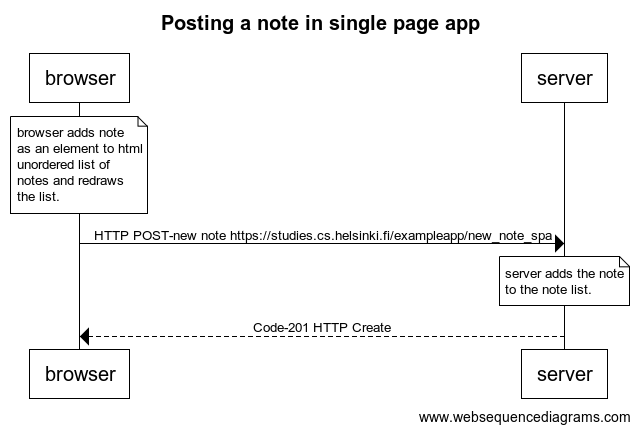 Posting a note in single page app
browser
server
browser adds note
as an element to html
unordered list of
notes and redraws
the list.
HTTP POST-new note https://studies.cs.helsinki.fi/exampleapp/new_note_spa
server adds the note
to the note list.
Code-201 HTTP Create
browser
server
www.websequencediagrams.com